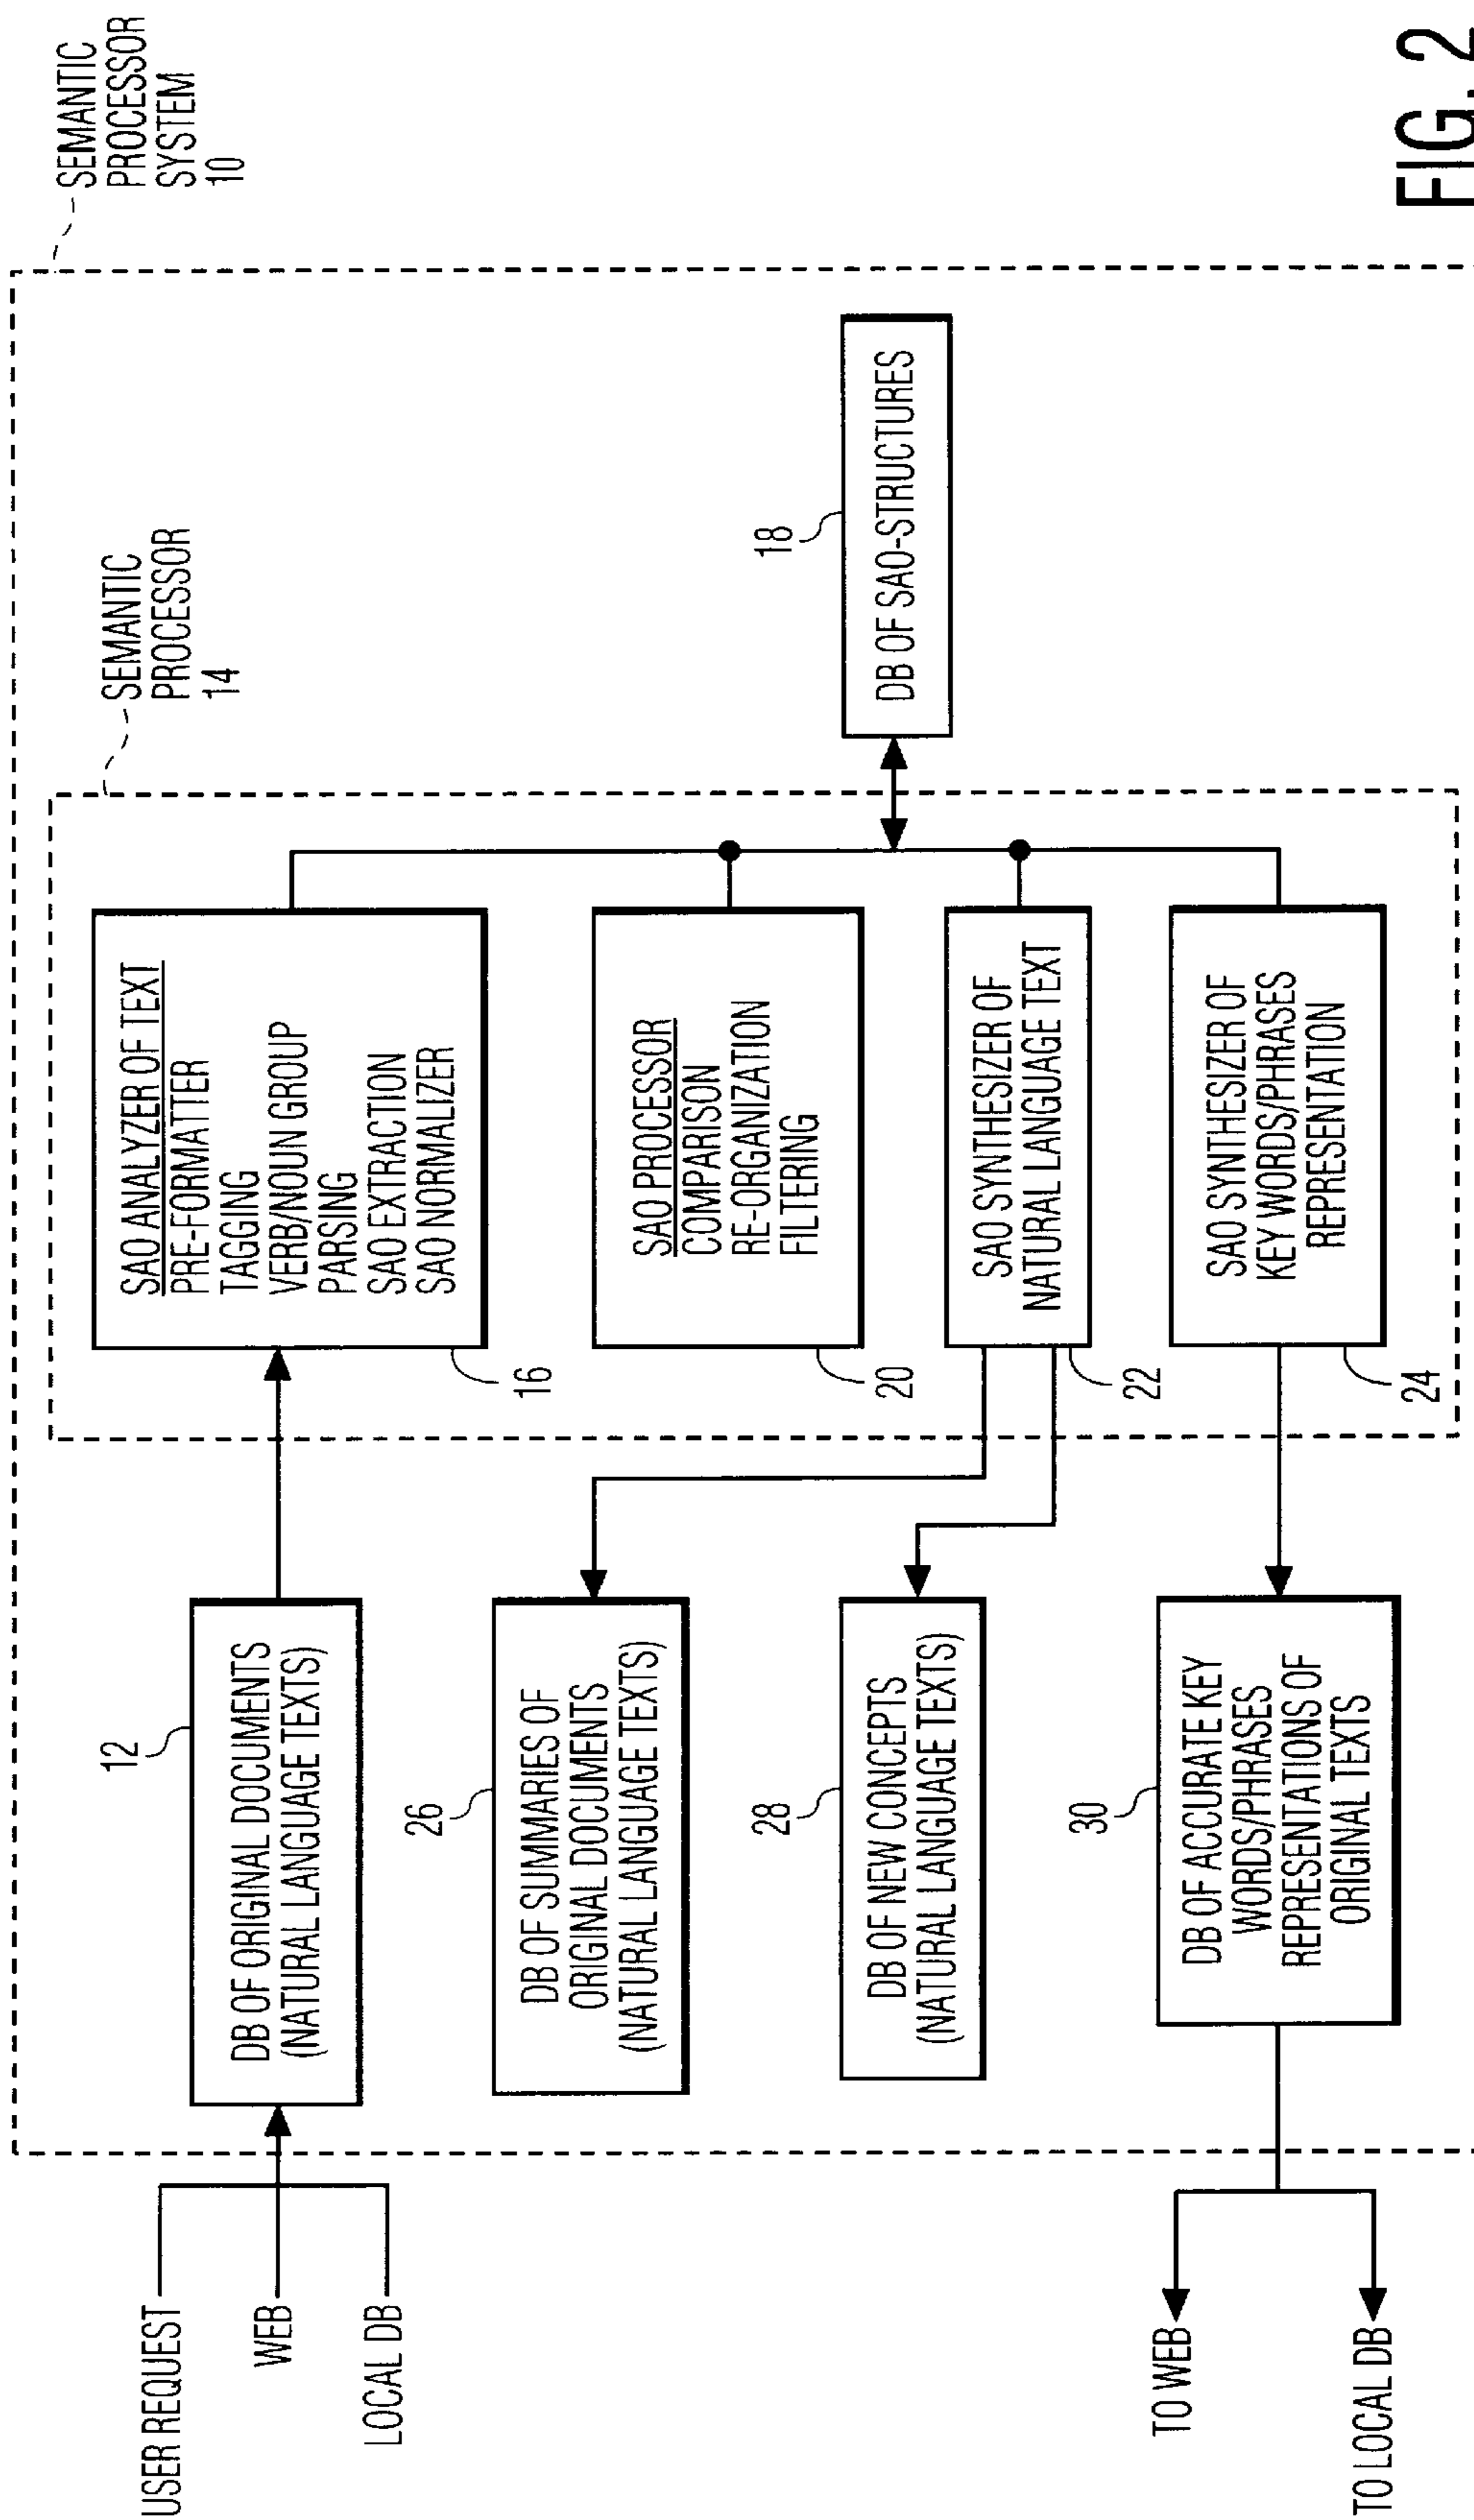 SEMANTIC
PROCESSOR
SYSTEM
10
SEMANTIC
PROCESSOR
14
USER REQUEST
WEB
LOCAL DB
12
DB OF ORIGINAL DOCUMENTS
(NATURAL LANGUAGE TEXTS)
SAO ANALYZER OF TEXT
PRE-FORMATTER
TAGGING
VERB/NOUN GROUP
PARSING
SAO EXTRACTION
SAO NORMALIZER
16
26
DB OF SUMMARIES OF
ORIGINAL DOCUMENTS
(NATURAL LANGUAGE TEXTS)
SAO PROCESSOR
COMPARISON
RE-ORGANIZATION
FILTERING
20
18
DB OF SAO-STRUCTURES
28
DB OF NEW CONCEPTS
(NATURAL LANGUAGE TEXTS)
SAO SYNTHESIZER OF
NATURAL LANGUAGE TEXT
22
30
DB OF ACCURATE KEY
WORDS/PHRASES
REPRESENTATIONS OF
ORIGINAL TEXTS
SAO SYNTHESIZER OF
KEY WORDS/PHRASES
REPRESENTATION
24
TO WEB
TO LOCAL DB
FIG. 2